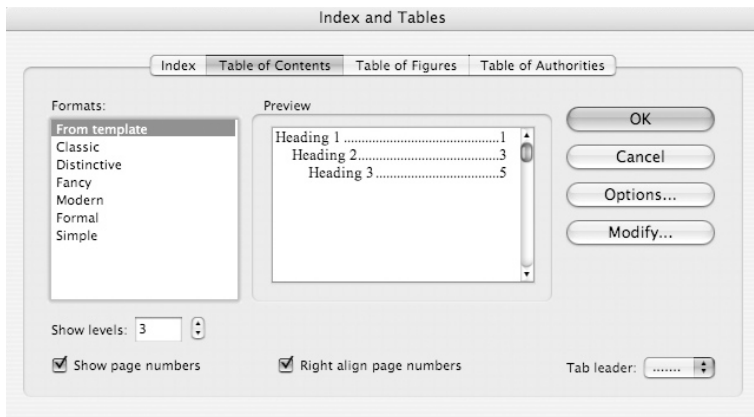 Index and Tables
Index Table of Contents Table of Figures Table of Authorities
Formats:
From template
Classic
Distinctive
Fancy
Modern
Formal
Simple
Preview
Heading 1 ........................................1
Heading 2.....................................3
Heading 3................................5
OK
Cancel
Options...
Modify...
Show levels: 3
Show page numbers
Right align page numbers
Tab leader: .......